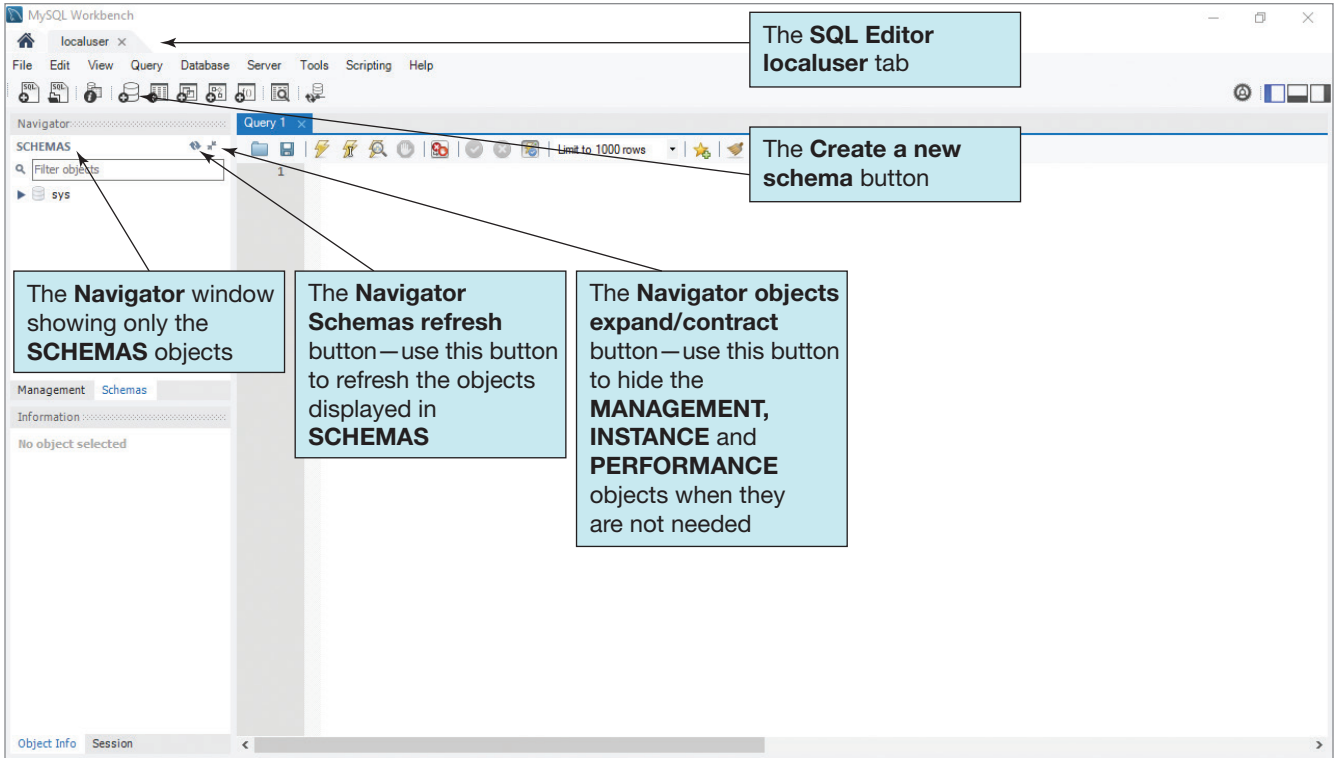 MySQL Workbench
localuser
File Edit View Query Database Server Tools Scripting Help
SQL SQL
Navigator
Query 1
SCHEMAS
Limit to 1000 rows
Filter objects
1
sys
The SQL Editor
localuser tab
The Create a new
schema button
The Navigator window
showing only the
SCHEMAS objects
The Navigator
Schemas refresh
button—use this button
to refresh the objects
displayed in
SCHEMAS
The Navigator objects
expand/contract
button—use this button
to hide the
MANAGEMENT,
INSTANCE and
PERFORMANCE
objects when they
are not needed
Management Schemas
Information
No object selected
Object Info Session